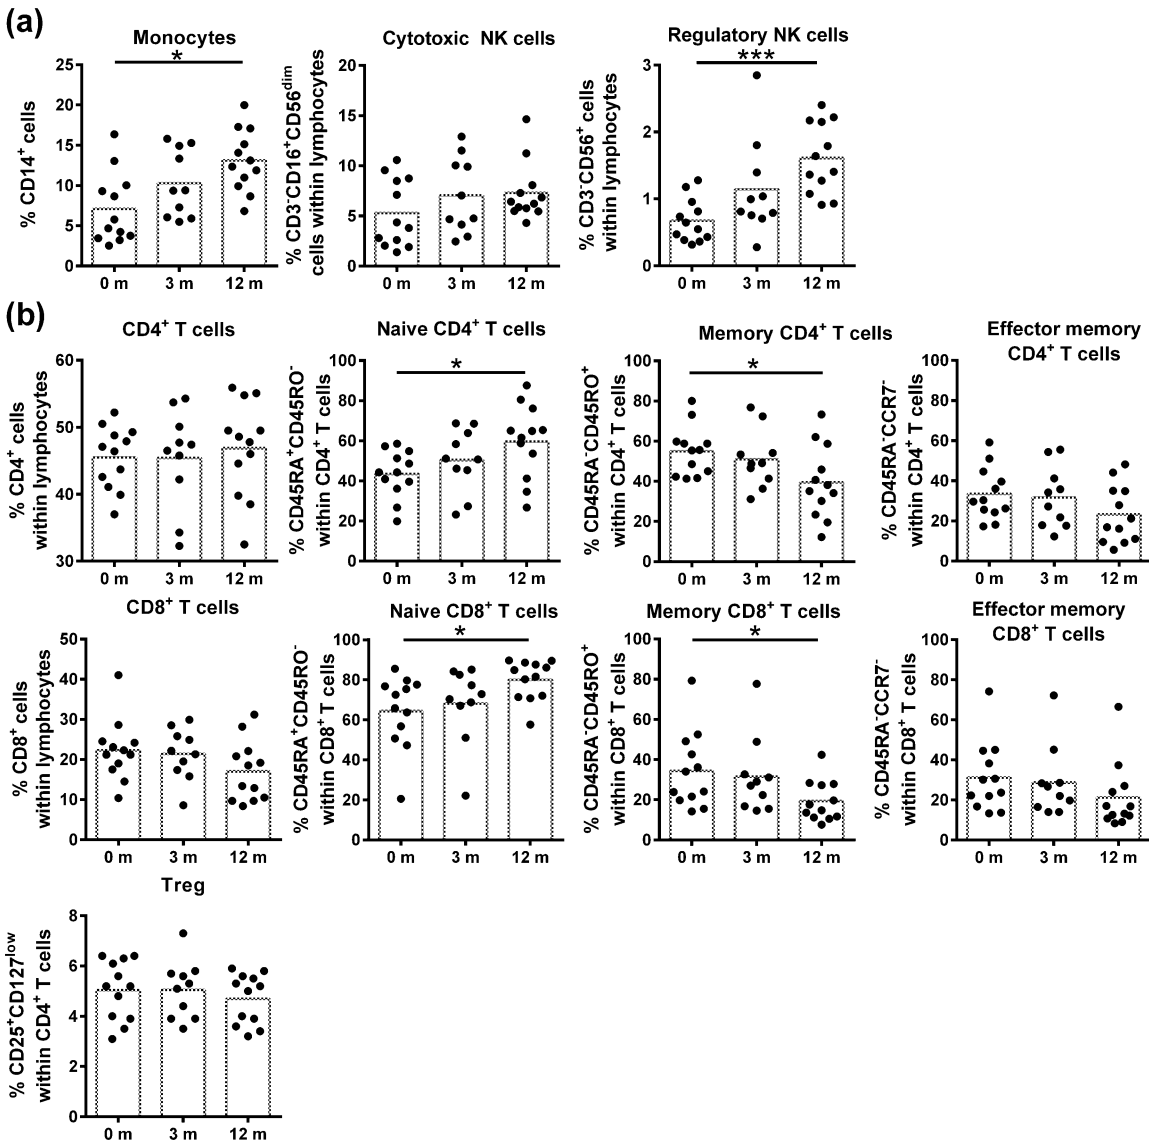 (a)
Monocytes
*
% CD14⁺ cells
25
20
15
10
5
0
0 m 3 m 12 m
Cytotoxic NK cells
% CD3⁻CD16⁺CD56ᵈⁱᵐ
cells within lymphocytes
20
15
10
5
0
0 m 3 m 12 m
Regulatory NK cells
***
% CD3⁻CD56⁺ cells
within lymphocytes
3
2
1
0
0 m 3 m 12 m
(b)
CD4⁺ T cells
% CD4⁺ cells
within lymphocytes
60
50
40
30
0 m 3 m 12 m
Naive CD4⁺ T cells
*
% CD45RA⁺CD45RO⁻
within CD4⁺ T cells
100
80
60
40
20
0
0 m 3 m 12 m
Memory CD4⁺ T cells
*
% CD45RA⁻CD45RO⁺
within CD4⁺ T cells
100
80
60
40
20
0
0 m 3 m 12 m
Effector memory
CD4⁺ T cells
% CD45RA⁻CCR7⁻
within CD4⁺ T cells
100
80
60
40
20
0
0 m 3 m 12 m
CD8⁺ T cells
% CD8⁺ cells
within lymphocytes
50
40
30
20
10
0
0 m 3 m 12 m
Naive CD8⁺ T cells
*
% CD45RA⁺CD45RO⁻
within CD8⁺ T cells
100
80
60
40
20
0
0 m 3 m 12 m
Memory CD8⁺ T cells
*
% CD45RA⁻CD45RO⁺
within CD8⁺ T cells
100
80
60
40
20
0
0 m 3 m 12 m
Effector memory
CD8⁺ T cells
% CD45RA⁻CCR7⁻
within CD8⁺ T cells
100
80
60
40
20
0
0 m 3 m 12 m
Treg
% CD25⁺CD127ˡᵒʷ
within CD4⁺ T cells
8
6
4
2
0
0 m 3 m 12 m